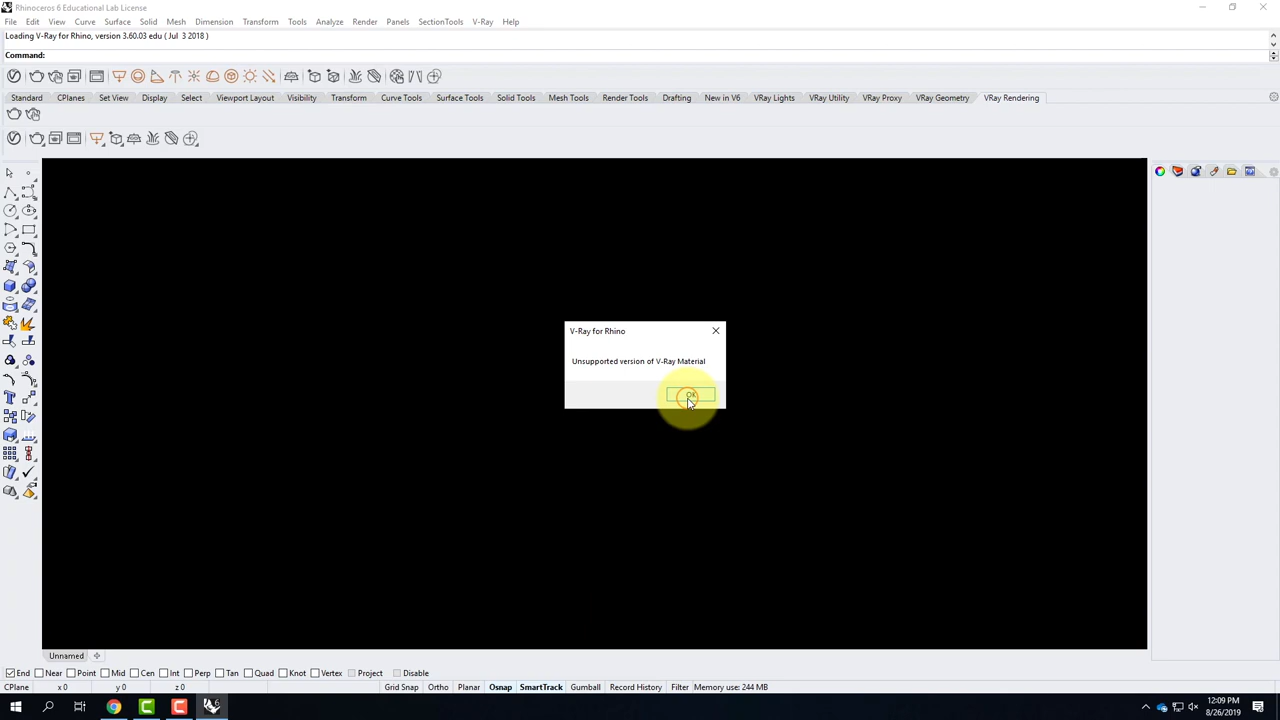 Rhinoceros 6 Educational Lab License
File Edit View Curve Surface Solid Mesh Dimension Transform Tools Analyze Render Panels SectionTools V-Ray Help
Loading V-Ray for Rhino, version 3.60.03 edu ( Jul 3 2018 )
Command:
Standard CPlanes Set View Display Select Viewport Layout Visibility Transform Curve Tools Surface Tools Solid Tools Mesh Tools Render Tools Drafting New in V6 VRay Lights VRay Utility VRay Proxy VRay Geometry VRay Rendering
V-Ray for Rhino
Unsupported version of V-Ray Material
OK
Unnamed
End Near Point Mid Cen Int Perp Tan Quad Knot Vertex Project Disable
CPlane x 0 y 0 z 0 Grid Snap Ortho Planar Osnap SmartTrack Gumball Record History Filter Memory use: 244 MB
12:09 PM
8/26/2019